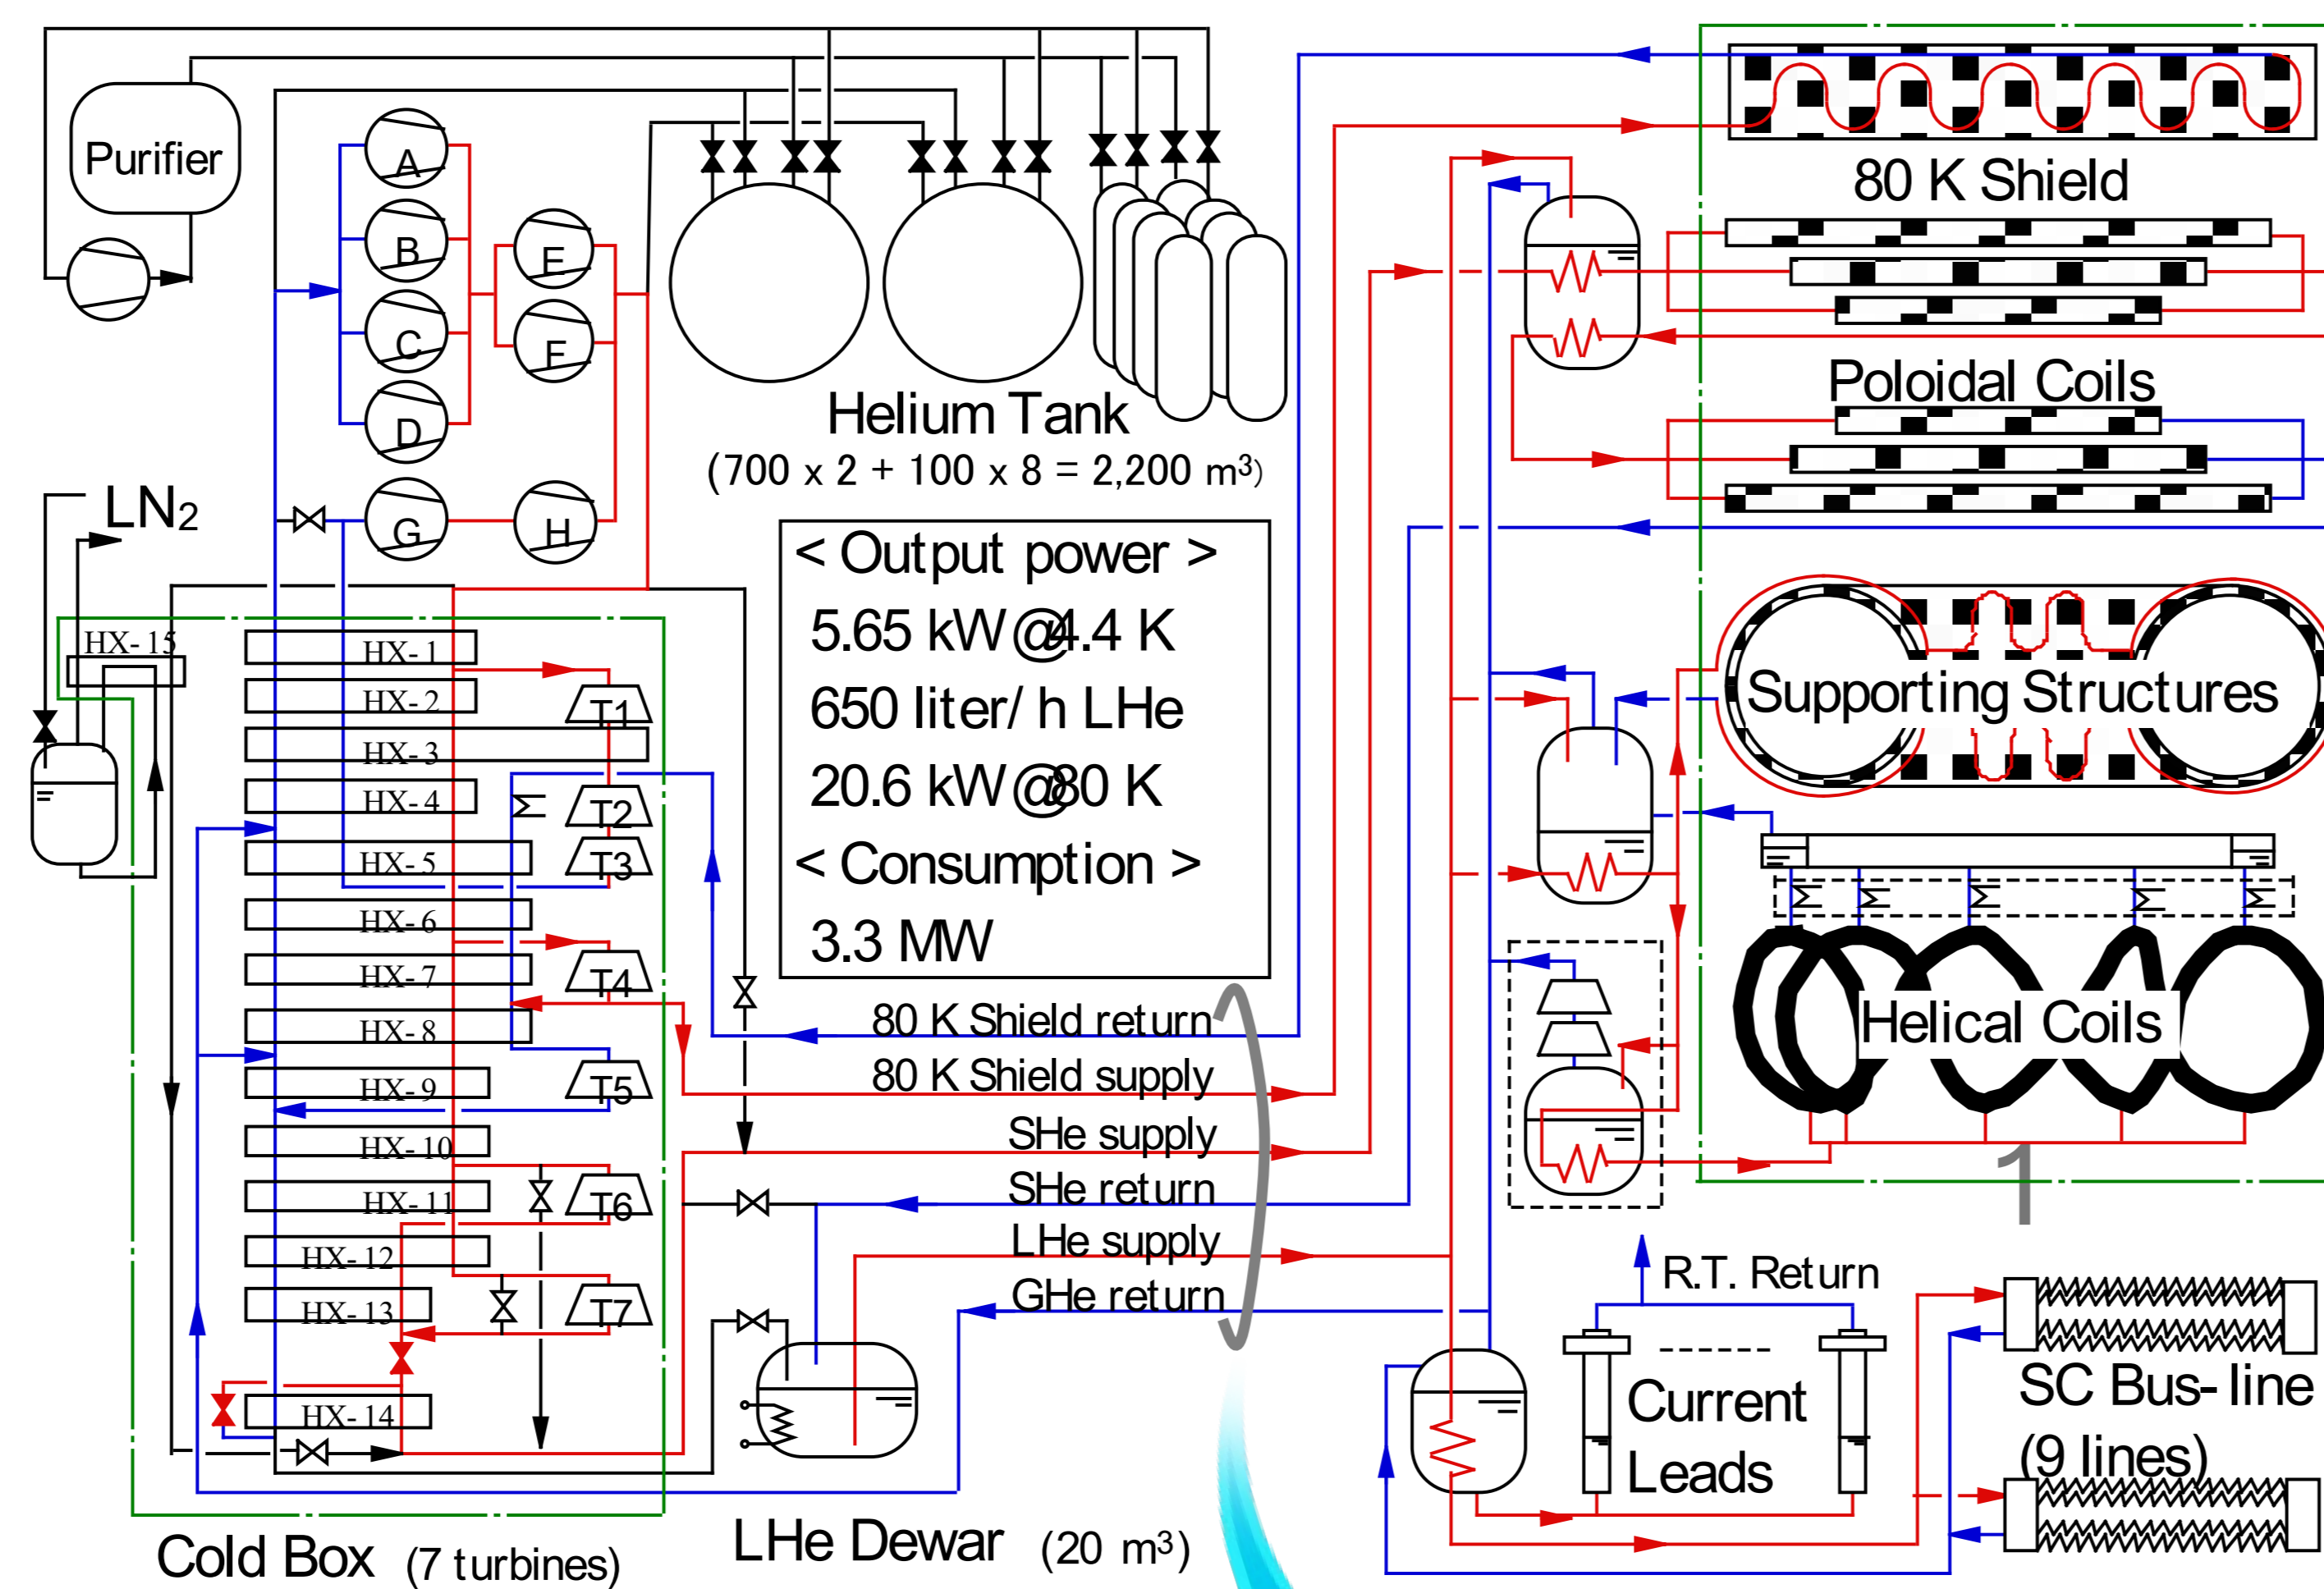 Purifier
A
B
C
D
E
F
G
H
LN2
Helium Tank
(700 x 2 + 100 x 8 = 2,200 m³)
< Output power >
5.65 kW@4.4 K
650 liter/h LHe
20.6 kW@80 K
< Consumption >
3.3 MW
HX-15
HX-1
HX-2
HX-3
HX-4
HX-5
HX-6
HX-7
HX-8
HX-9
HX-10
HX-11
HX-12
HX-13
HX-14
T1
T2
T3
T4
T5
T6
T7
80 K Shield return
80 K Shield supply
SHe supply
SHe return
LHe supply
GHe return
Cold Box (7 turbines)
LHe Dewar (20 m³)
80 K Shield
Poloidal Coils
Supporting Structures
Helical Coils
1
R.T. Return
Current
Leads
SC Bus-line
(9 lines)